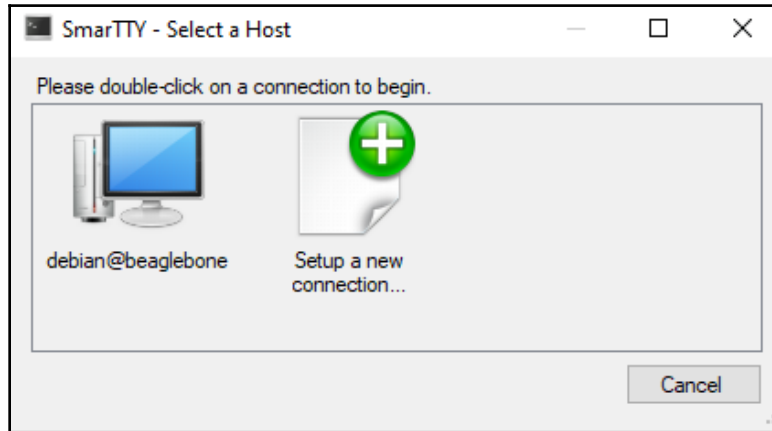 SmarTTY - Select a Host
Please double-click on a connection to begin.
debian@beaglebone
Setup a new
connection...
Cancel